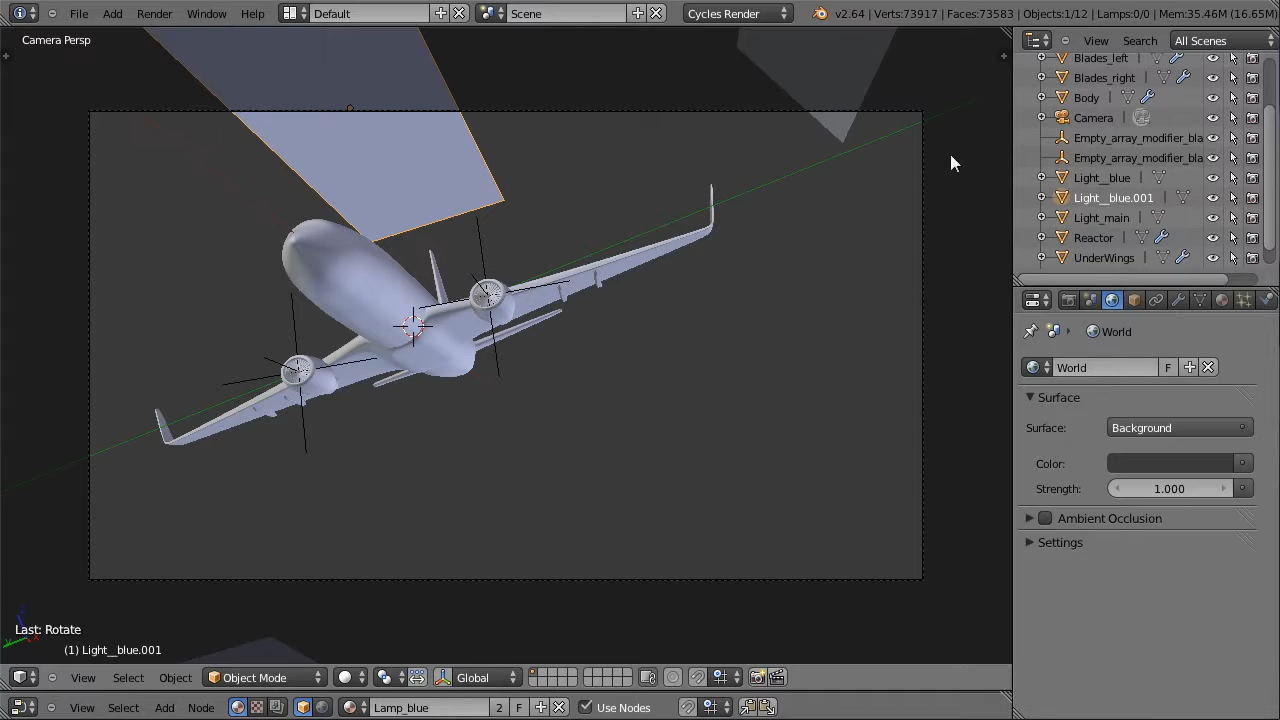 File Add Render Window Help Default Scene Cycles Render v2.64 | Verts:73917 | Faces:73583 | Objects:1/12 | Lamps:0/0 | Mem:35.46M (16.65M)
Camera Persp
View Search All Scenes
Blades_left
Blades_right
Body
Camera
Empty_array_modifier_bla
Empty_array_modifier_bla
Light__blue
Light__blue.001
Light_main
Reactor
UnderWings
World
World F
Surface
Surface: Background
Color:
Strength: 1.000
Ambient Occlusion
Settings
Last: Rotate
(1) Light__blue.001
View Select Object Object Mode Global
View Select Add Node Lamp_blue 2 F Use Nodes